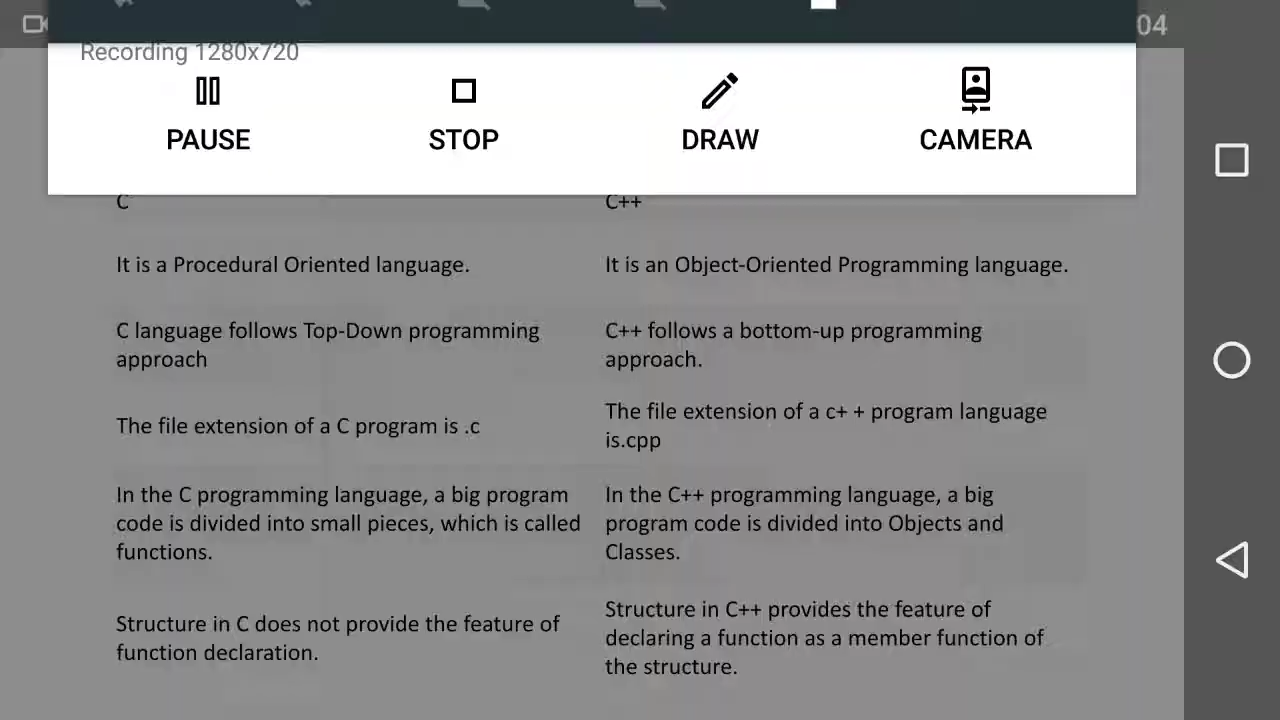 04
Recording 1280x720
PAUSE STOP DRAW CAMERA
C C++
It is a Procedural Oriented language. It is an Object-Oriented Programming language.
C language follows Top-Down programming
approach
C++ follows a bottom-up programming
approach.
The file extension of a C program is .c
The file extension of a c+ + program language
is.cpp
In the C programming language, a big program
code is divided into small pieces, which is called
functions.
In the C++ programming language, a big
program code is divided into Objects and
Classes.
Structure in C does not provide the feature of
function declaration.
Structure in C++ provides the feature of
declaring a function as a member function of
the structure.